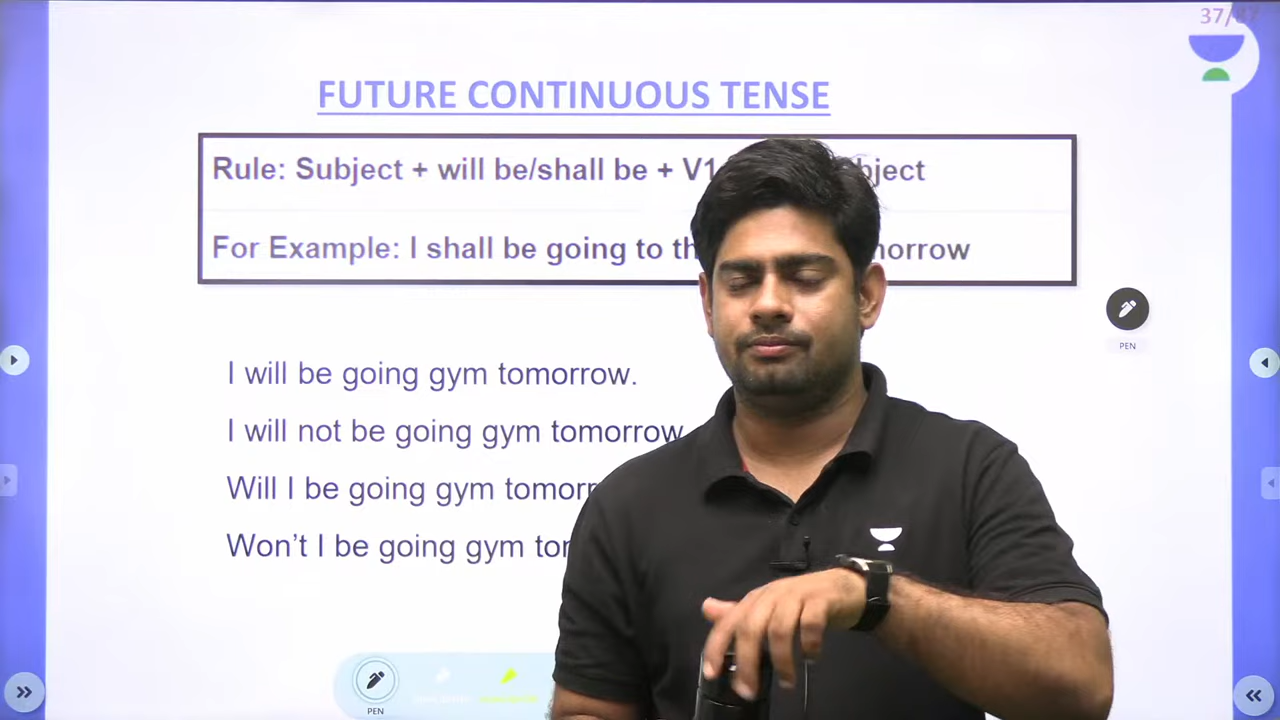 37/87
FUTURE CONTINUOUS TENSE
Rule: Subject + will be/shall be + V1 bject
For Example: I shall be going to th morrow
PEN
I will be going gym tomorrow.
I will not be going gym tomorrow
Will I be going gym tomorr
Won't I be going gym tor
PEN